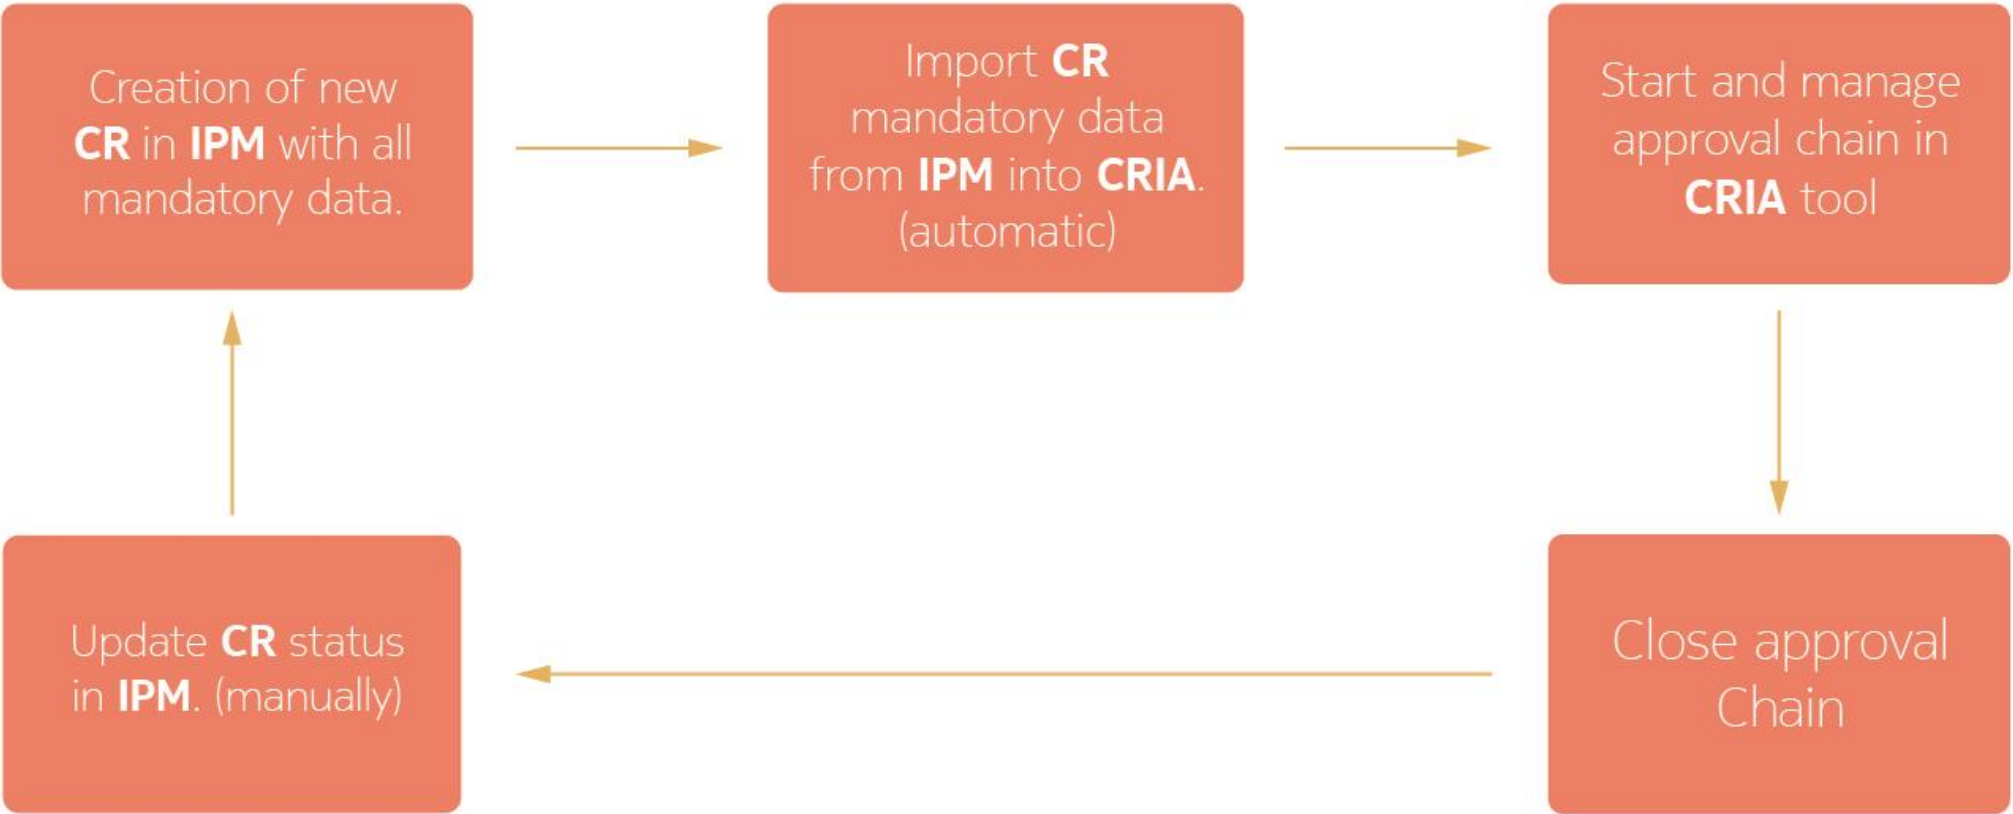 Creation of new
CR in IPM with all
mandatory data.
Import CR
mandatory data
from IPM into CRIA.
(automatic)
Start and manage
approval chain in
CRIA tool
Update CR status
in IPM. (manually)
Close approval
Chain